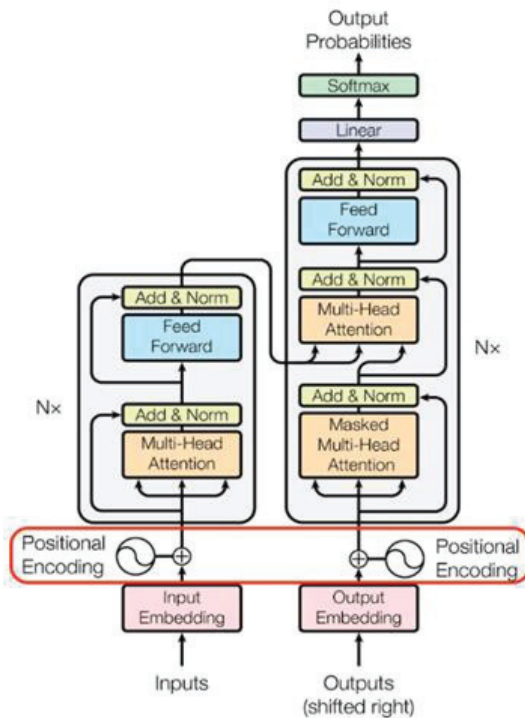 Output
Probabilities
Softmax
Linear
Add & Norm
Feed
Forward
Add & Norm
Multi-Head
Attention
Add & Norm
Masked
Multi-Head
Attention
Nx
Add & Norm
Feed
Forward
Add & Norm
Multi-Head
Attention
Nx
Positional
Encoding
Positional
Encoding
Input
Embedding
Output
Embedding
Inputs
Outputs
(shifted right)